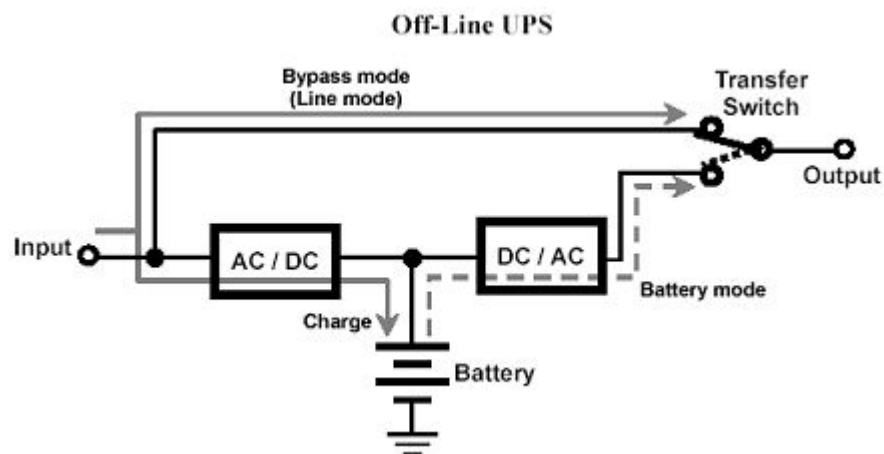 Off-Line UPS
Bypass mode
(Line mode)
Transfer
Switch
Output
Input
AC / DC
DC / AC
Battery mode
Charge
Battery